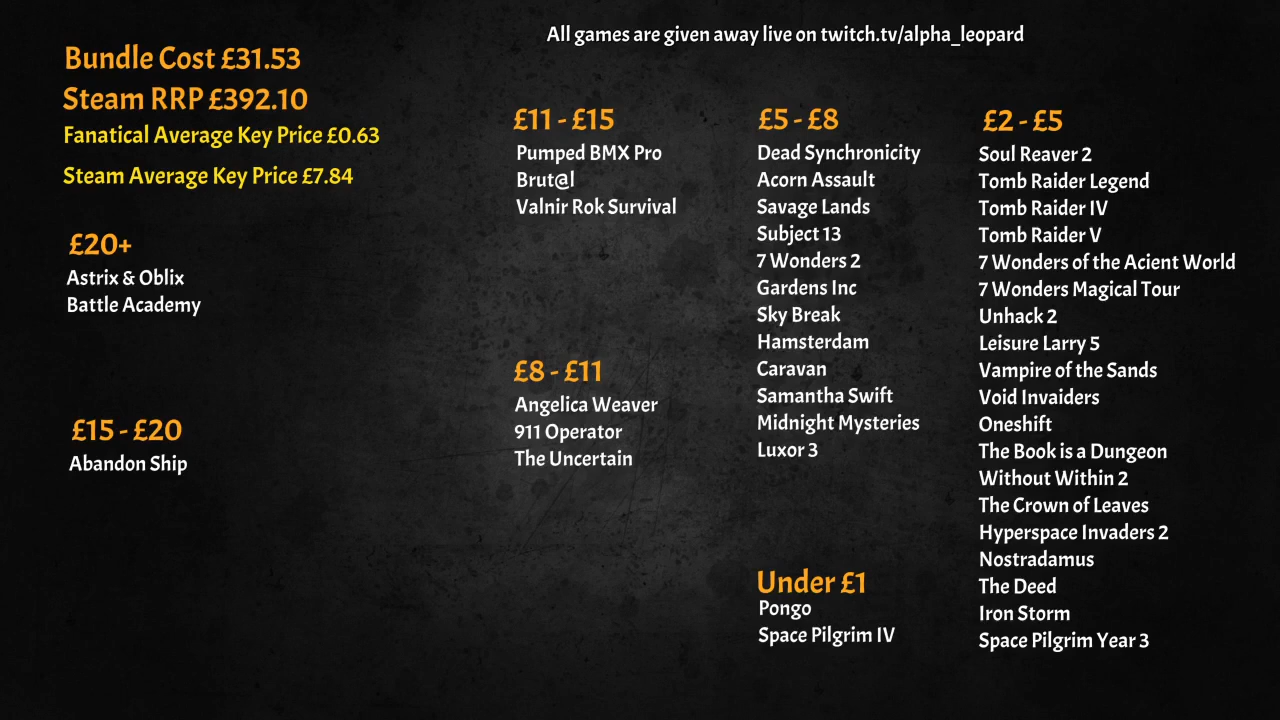 All games are given away live on twitch.tv/alpha_leopard
Bundle Cost £31.53
Steam RRP £392.10
Fanatical Average Key Price £0.63
Steam Average Key Price £7.84
£20+
Astrix & Oblix
Battle Academy
£15 - £20
Abandon Ship
£11 - £15
Pumped BMX Pro
Brut@l
Valnir Rok Survival
£8 - £11
Angelica Weaver
911 Operator
The Uncertain
£5 - £8
Dead Synchronicity
Acorn Assault
Savage Lands
Subject 13
7 Wonders 2
Gardens Inc
Sky Break
Hamsterdam
Caravan
Samantha Swift
Midnight Mysteries
Luxor 3
Under £1
Pongo
Space Pilgrim IV
£2 - £5
Soul Reaver 2
Tomb Raider Legend
Tomb Raider IV
Tomb Raider V
7 Wonders of the Acient World
7 Wonders Magical Tour
Unhack 2
Leisure Larry 5
Vampire of the Sands
Void Invaiders
Oneshift
The Book is a Dungeon
Without Within 2
The Crown of Leaves
Hyperspace Invaders 2
Nostradamus
The Deed
Iron Storm
Space Pilgrim Year 3